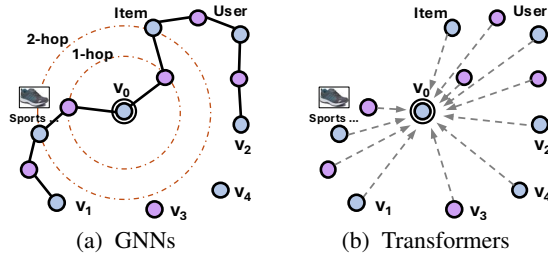 Item
User
2-hop
1-hop
v₀
Sports ...
v₂
v₁
v₃
v₄
(a) GNNs
Item
User
v₀
Sports ...
v₂
v₁
v₃
v₄
(b) Transformers